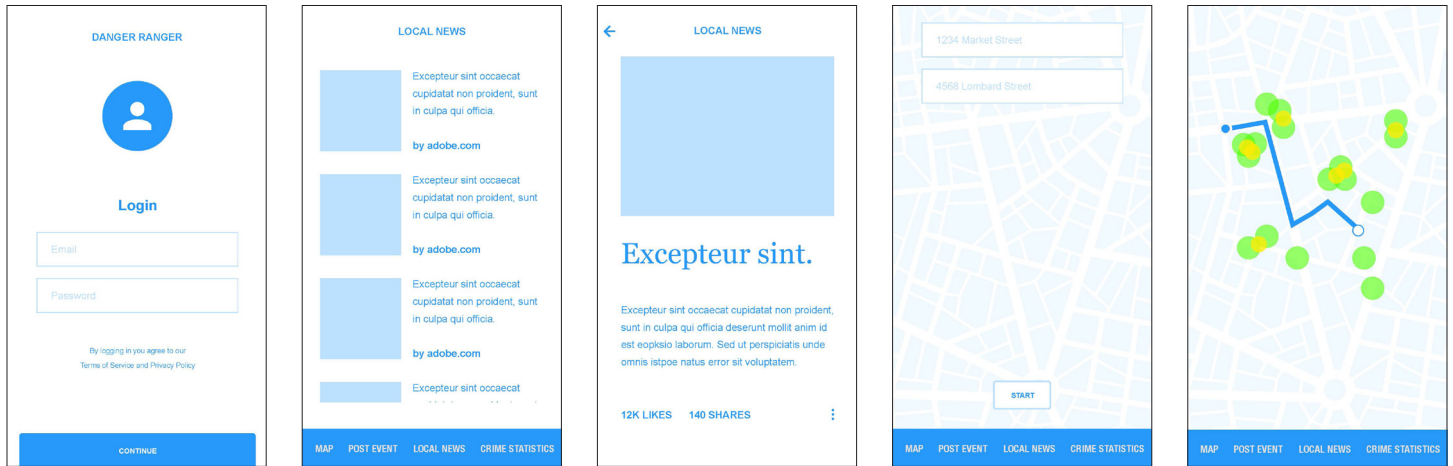 DANGER RANGER
Login
Email
Password
By logging in you agree to our
Terms of Service and Privacy Policy
CONTINUE
LOCAL NEWS
Excepteur sint occaecat
cupidatat non proident, sunt
in culpa qui officia.
by adobe.com
Excepteur sint occaecat
cupidatat non proident, sunt
in culpa qui officia.
by adobe.com
Excepteur sint occaecat
cupidatat non proident, sunt
in culpa qui officia.
by adobe.com
Excepteur sint occaecat
MAP POST EVENT LOCAL NEWS CRIME STATISTICS
LOCAL NEWS
Excepteur sint.
Excepteur sint occaecat cupidatat non proident,
sunt in culpa qui officia deserunt mollit anim id
est eopksio laborum. Sed ut perspiciatis unde
omnis istpoe natus error sit voluptatem.
12K LIKES 140 SHARES
1234 Market Street
4568 Lombard Street
START
MAP POST EVENT LOCAL NEWS CRIME STATISTICS
MAP POST EVENT LOCAL NEWS CRIME STATISTICS